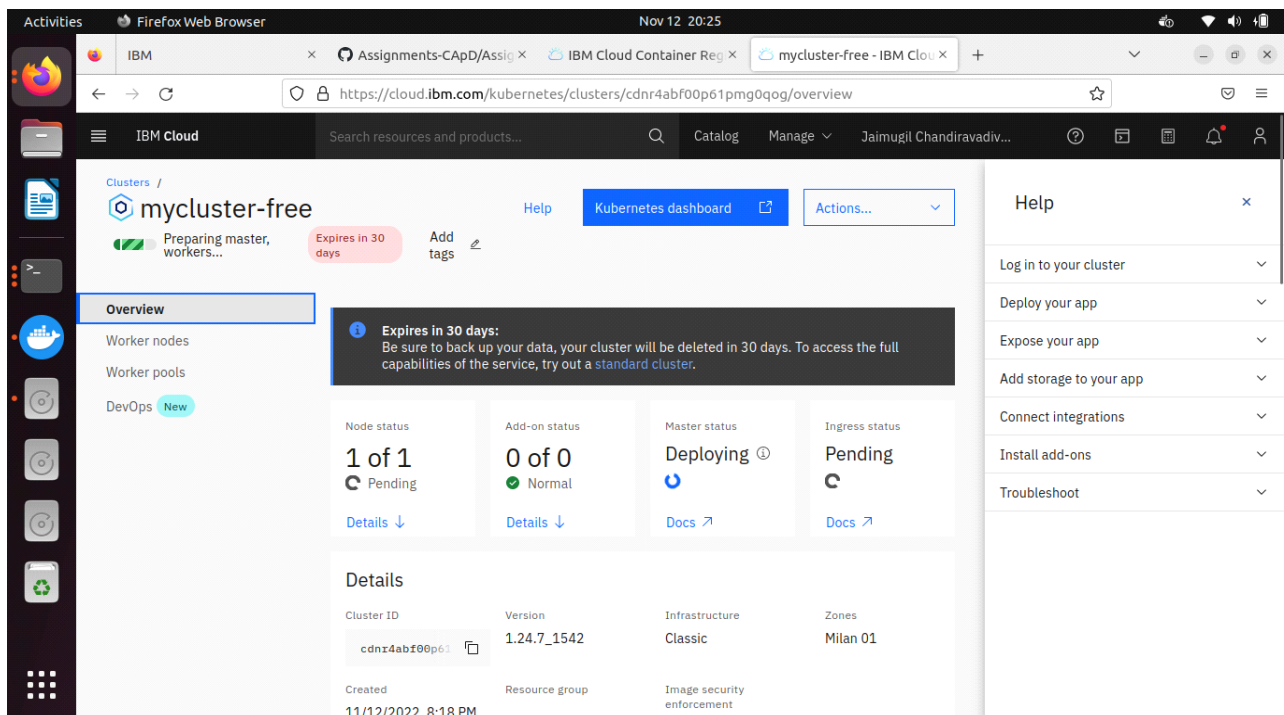 Activities
Firefox Web Browser
Nov 12 20:25
IBM
Assignments-CApD/Assig
IBM Cloud Container Reg
mycluster-free - IBM Clou
https://cloud.ibm.com/kubernetes/clusters/cdnr4abf00p61pmg0qog/overview
IBM Cloud
Search resources and products...
Catalog
Manage
Jaimugil Chandiravadiv...
Clusters /
mycluster-free
Help
Kubernetes dashboard
Actions...
Preparing master,
workers...
Expires in 30
days
Add
tags
Overview
Worker nodes
Worker pools
DevOps New
Expires in 30 days:
Be sure to back up your data, your cluster will be deleted in 30 days. To access the full
capabilities of the service, try out a standard cluster.
Node status
1 of 1
Pending
Details
Add-on status
0 of 0
Normal
Details
Master status
Deploying
Docs
Ingress status
Pending
Docs
Details
Cluster ID
cdnr4abf00p61
Version
1.24.7_1542
Infrastructure
Classic
Zones
Milan 01
Created
11/12/2022, 8:18 PM
Resource group
Image security
enforcement
Help
Log in to your cluster
Deploy your app
Expose your app
Add storage to your app
Connect integrations
Install add-ons
Troubleshoot